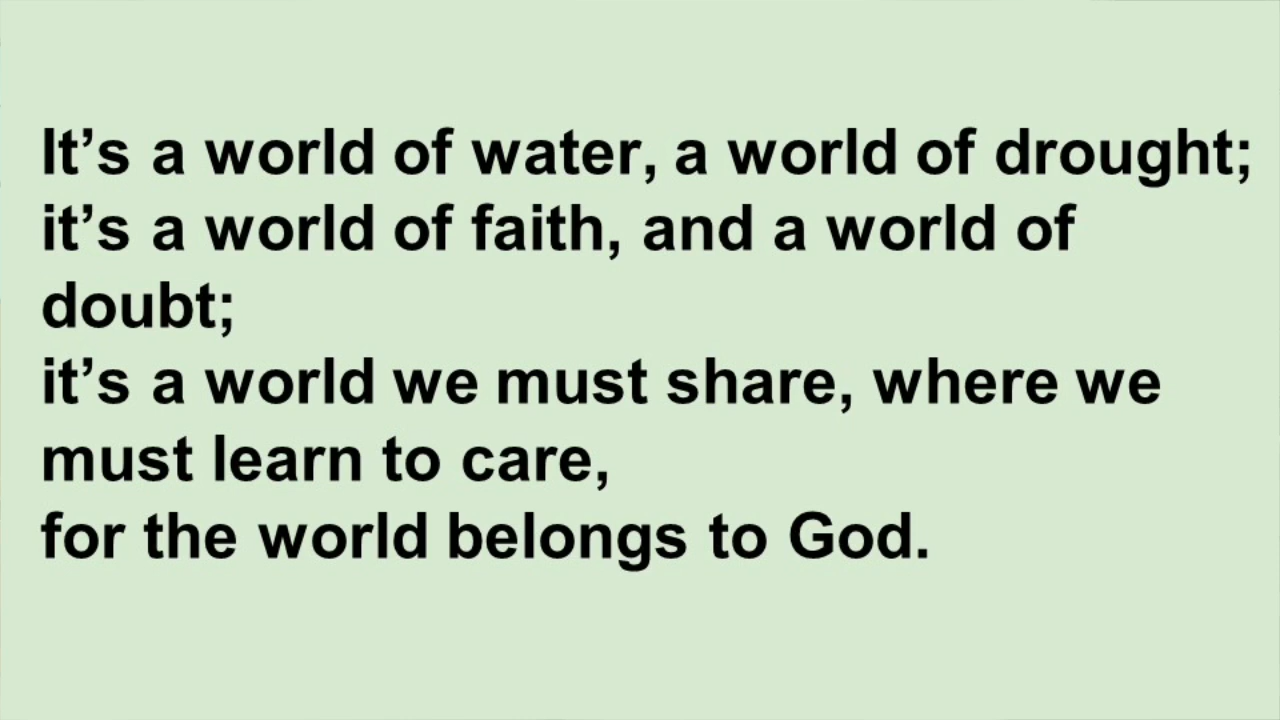 It’s a world of water, a world of drought;
it’s a world of faith, and a world of
doubt;
it’s a world we must share, where we
must learn to care,
for the world belongs to God.